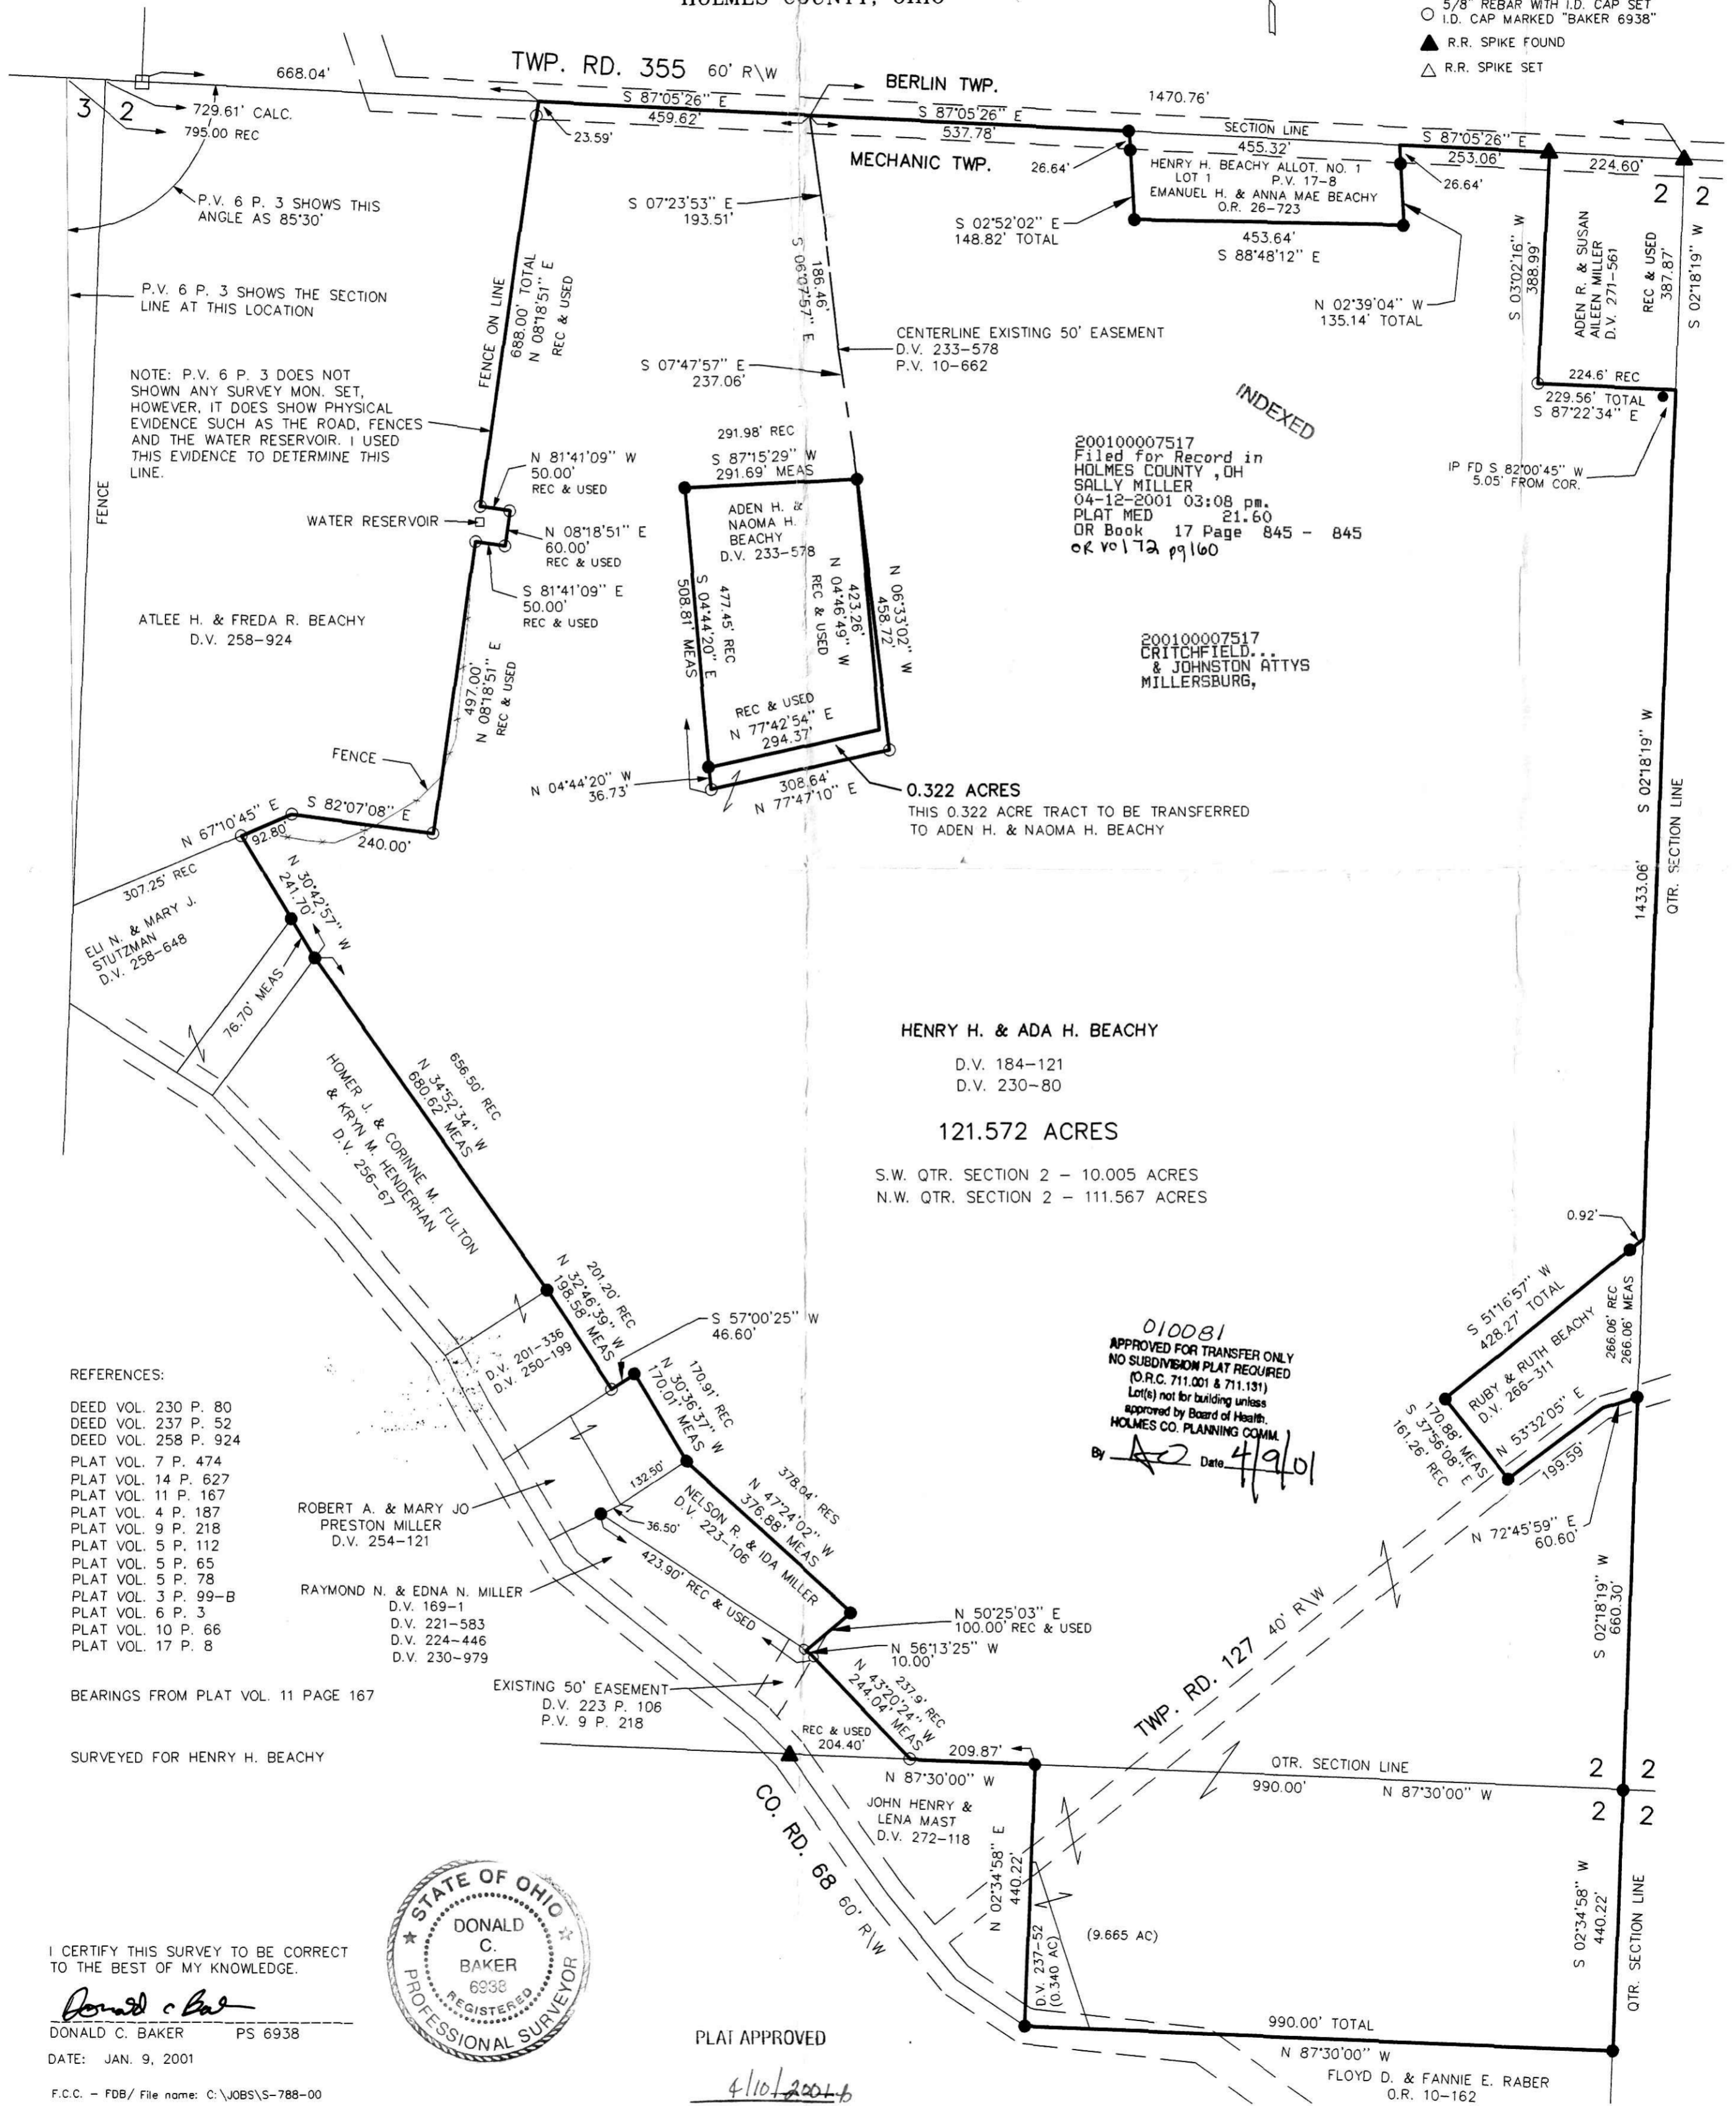 HOLMES COUNTY, OHIO
5/8" REBAR WITH I.D. CAP SET
I.D. CAP MARKED "BAKER 6938"
R.R. SPIKE FOUND
R.R. SPIKE SET
668.04'
TWP. RD. 355 60' R\W
BERLIN TWP.
1470.76'
3 2
729.61' CALC.
795.00 REC
S 87°05'26" E
459.62'
23.59'
S 87°05'26" E
537.78'
MECHANIC TWP.
SECTION LINE
455.32'
S 87°05'26" E
253.06'
224.60'
26.64'
HENRY H. BEACHY ALLOT. NO. 1
LOT 1 P.V. 17-8
EMANUEL H. & ANNA MAE BEACHY
O.R. 26-723
26.64'
2 2
P.V. 6 P. 3 SHOWS THIS
ANGLE AS 85°30'
S 07°23'53" E
193.51'
S 02°52'02" E
148.82' TOTAL
453.64'
S 88°48'12" E
N 02°39'04" W
135.14' TOTAL
S 03°02'16" W
388.99'
ADEN R. & SUSAN
AILEEN MILLER
D.V. 271-561
REC & USED
387.87'
S 02°18'19" W
P.V. 6 P. 3 SHOWS THE SECTION
LINE AT THIS LOCATION
FENCE ON LINE
688.00' TOTAL
N 08°18'51" E
REC & USED
186.46'
S 06°07'57" E
CENTERLINE EXISTING 50' EASEMENT
D.V. 233-578
P.V. 10-662
S 07°47'57" E
237.06'
NOTE: P.V. 6 P. 3 DOES NOT
SHOWN ANY SURVEY MON. SET,
HOWEVER, IT DOES SHOW PHYSICAL
EVIDENCE SUCH AS THE ROAD, FENCES
AND THE WATER RESERVOIR. I USED
THIS EVIDENCE TO DETERMINE THIS
LINE.
224.6' REC
229.56' TOTAL
S 87°22'34" E
INDEXED
IP FD S 82°00'45" W
5.05' FROM COR.
200100007517
Filed for Record in
HOLMES COUNTY ,OH
SALLY MILLER
04-12-2001 03:08 pm.
PLAT MED 21.60
OR Book 17 Page 845 - 845
OR Vol 72 pg 160
FENCE
291.98' REC
S 87°15'29" W
291.69' MEAS
N 81°41'09" W
50.00'
REC & USED
WATER RESERVOIR
N 08°18'51" E
60.00'
REC & USED
S 81°41'09" E
50.00'
REC & USED
ADEN H. &
NAOMA H.
BEACHY
D.V. 233-578
477.45' REC
S 04°44'20" E
508.81' MEAS
423.26'
N 04°46'49" W
REC & USED
N 06°33'02" W
458.72'
ATLEE H. & FREDA R. BEACHY
D.V. 258-924
200100007517
CRITCHFIELD...
& JOHNSTON ATTYS
MILLERSBURG,
497.00'
N 08°18'51" E
REC & USED
REC & USED
N 77°42'54" E
294.37'
FENCE
N 04°44'20" W
36.73'
308.64'
N 77°47'10" E
0.322 ACRES
THIS 0.322 ACRE TRACT TO BE TRANSFERRED
TO ADEN H. & NAOMA H. BEACHY
S 02°18'19" W
1433.06'
QTR. SECTION LINE
N 67°10'45" E
92.80'
S 82°07'08" E
240.00'
307.25' REC
N 30°42'57" W
241.70'
ELI N. & MARY J.
STUTZMAN
D.V. 258-648
76.70' MEAS
HOMER J. & CORINNE M. FULTON
& KRYN M. HENDERHAN
D.V. 256-67
656.50' REC
N 34°52'34" W
680.62' MEAS
HENRY H. & ADA H. BEACHY
D.V. 184-121
D.V. 230-80
121.572 ACRES
S.W. QTR. SECTION 2 - 10.005 ACRES
N.W. QTR. SECTION 2 - 111.567 ACRES
0.92'
S 51°16'57" W
428.27' TOTAL
266.06' REC
266.06' MEAS
RUBY & RUTH BEACHY
D.V. 266-311
170.88' MEAS
S 37°56'08" E
161.26' REC
N 53°32'05" E
199.59'
N 72°45'59" E
60.60'
201.20' REC
N 32°46'39" W
198.58' MEAS
S 57°00'25" W
46.60'
D.V. 201-336
D.V. 250-199
170.91' REC
N 30°36'37" W
170.01' MEAS
010081
APPROVED FOR TRANSFER ONLY
NO SUBDIVISION PLAT REQUIRED
(O.R.C. 711.001 & 711.131)
Lot(s) not for building unless
approved by Board of Health.
HOLMES CO. PLANNING COMM.
By Date 4/9/01
REFERENCES:
DEED VOL. 230 P. 80
DEED VOL. 237 P. 52
DEED VOL. 258 P. 924
PLAT VOL. 7 P. 474
PLAT VOL. 14 P. 627
PLAT VOL. 11 P. 167
PLAT VOL. 4 P. 187
PLAT VOL. 9 P. 218
PLAT VOL. 5 P. 112
PLAT VOL. 5 P. 65
PLAT VOL. 5 P. 78
PLAT VOL. 3 P. 99-B
PLAT VOL. 6 P. 3
PLAT VOL. 10 P. 66
PLAT VOL. 17 P. 8
BEARINGS FROM PLAT VOL. 11 PAGE 167
SURVEYED FOR HENRY H. BEACHY
ROBERT A. & MARY JO
PRESTON MILLER
D.V. 254-121
132.50'
36.50'
378.04' RES
N 47°24'02" W
376.88' MEAS
NELSON R. & IDA MILLER
D.V. 223-106
RAYMOND N. & EDNA N. MILLER
D.V. 169-1
D.V. 221-583
D.V. 224-446
D.V. 230-979
423.90' REC & USED
N 50°25'03" E
100.00' REC & USED
N 56°13'25" W
10.00'
EXISTING 50' EASEMENT
D.V. 223 P. 106
P.V. 9 P. 218
237.9' REC
N 43°20'24" W
244.04' MEAS
REC & USED
204.40'
209.87'
N 87°30'00" W
TWP. RD. 127 40' R\W
S 02°18'19" W
660.30'
QTR. SECTION LINE
990.00' N 87°30'00" W
2 2
2 2
JOHN HENRY &
LENA MAST
D.V. 272-118
CO. RD. 68 60' R\W
N 02°34'58" E
440.22'
D.V. 237-52
(0.340 AC)
(9.665 AC)
S 02°34'58" W
440.22'
QTR. SECTION LINE
990.00' TOTAL
N 87°30'00" W
FLOYD D. & FANNIE E. RABER
O.R. 10-162
I CERTIFY THIS SURVEY TO BE CORRECT
TO THE BEST OF MY KNOWLEDGE.
Donald C Bak
DONALD C. BAKER PS 6938
DATE: JAN. 9, 2001
F.C.C. - FDB/ File name: C:\JOBS\S-788-00
STATE OF OHIO
DONALD
C.
BAKER
6938
REGISTERED
PROFESSIONAL SURVEYOR
PLAT APPROVED
4/10/2001